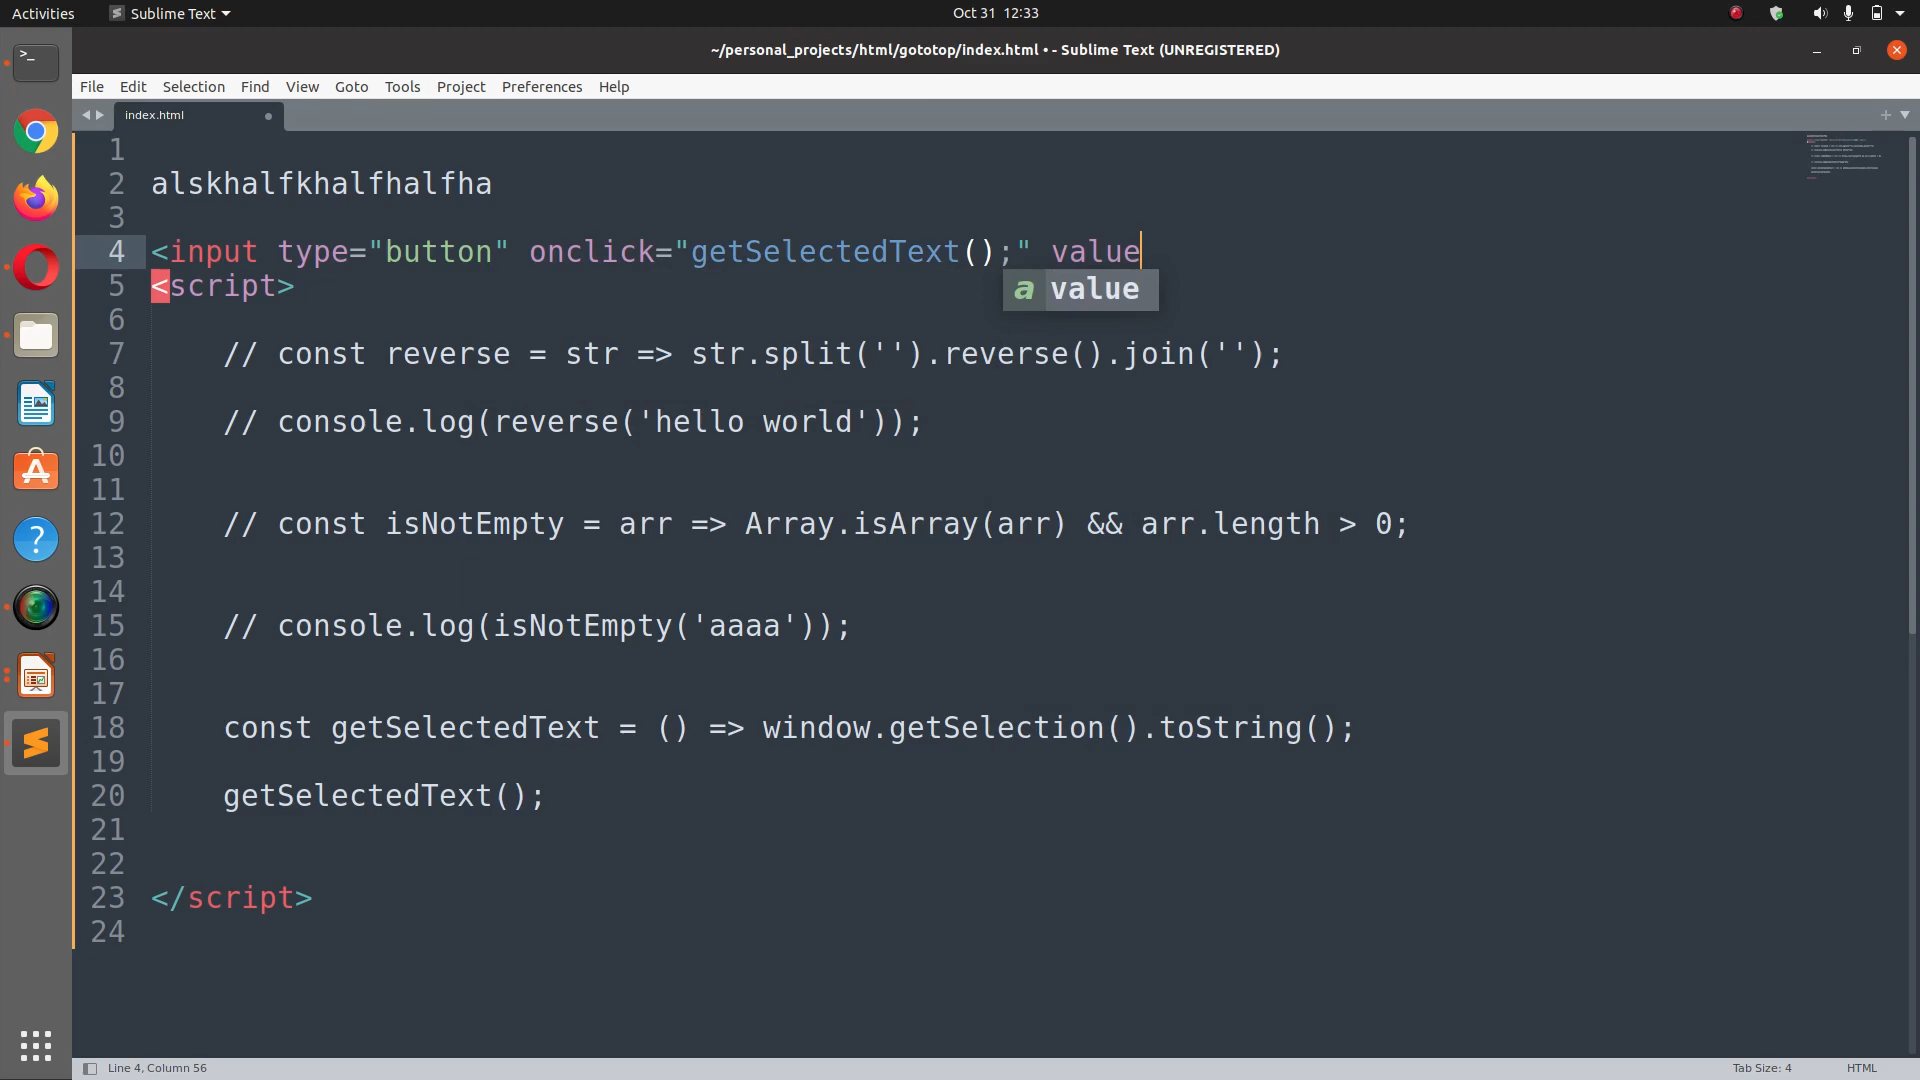 Activities Sublime Text Oct 31 12:33
~/personal_projects/html/gototop/index.html • - Sublime Text (UNREGISTERED)
File Edit Selection Find View Goto Tools Project Preferences Help
index.html
1
2 alskhalfkhalfhalfha
3
4 <input type="button" onclick="getSelectedText();" value
5 <script>
a value
6
7 // const reverse = str => str.split('').reverse().join('');
8
9 // console.log(reverse('hello world'));
10
11
12 // const isNotEmpty = arr => Array.isArray(arr) && arr.length > 0;
13
14
15 // console.log(isNotEmpty('aaaa'));
16
17
18 const getSelectedText = () => window.getSelection().toString();
19
20 getSelectedText();
21
22
23 </script>
24
Line 4, Column 56 Tab Size: 4 HTML